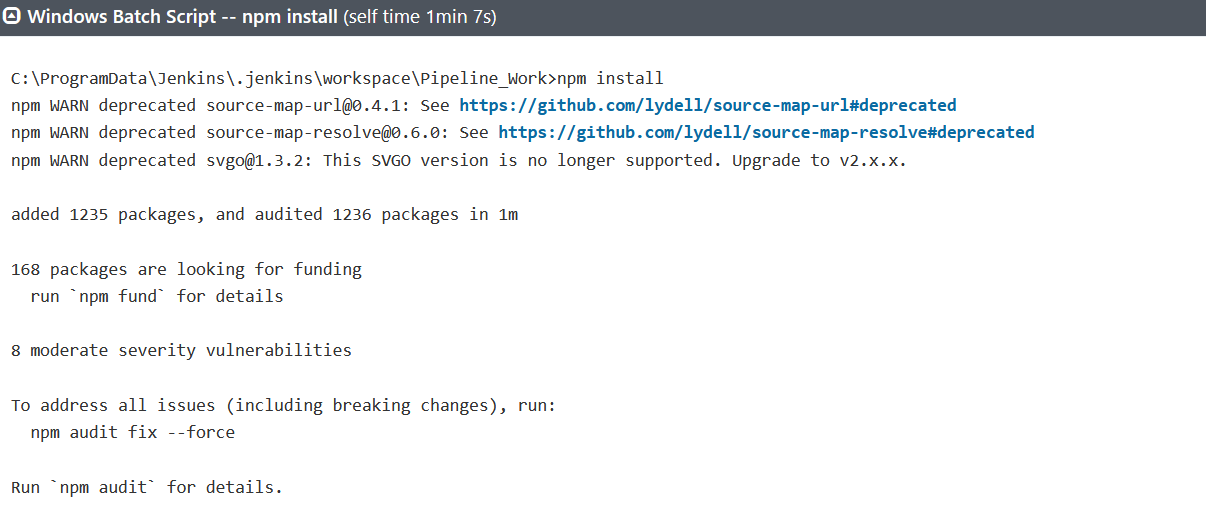 Windows Batch Script -- npm install (self time 1min 7s)
C:\ProgramData\Jenkins\.jenkins\workspace\Pipeline_Work>npm install
npm WARN deprecated source-map-url@0.4.1: See https://github.com/lydell/source-map-url#deprecated
npm WARN deprecated source-map-resolve@0.6.0: See https://github.com/lydell/source-map-resolve#deprecated
npm WARN deprecated svgo@1.3.2: This SVGO version is no longer supported. Upgrade to v2.x.x.
added 1235 packages, and audited 1236 packages in 1m
168 packages are looking for funding
  run `npm fund` for details
8 moderate severity vulnerabilities
To address all issues (including breaking changes), run:
  npm audit fix --force
Run `npm audit` for details.